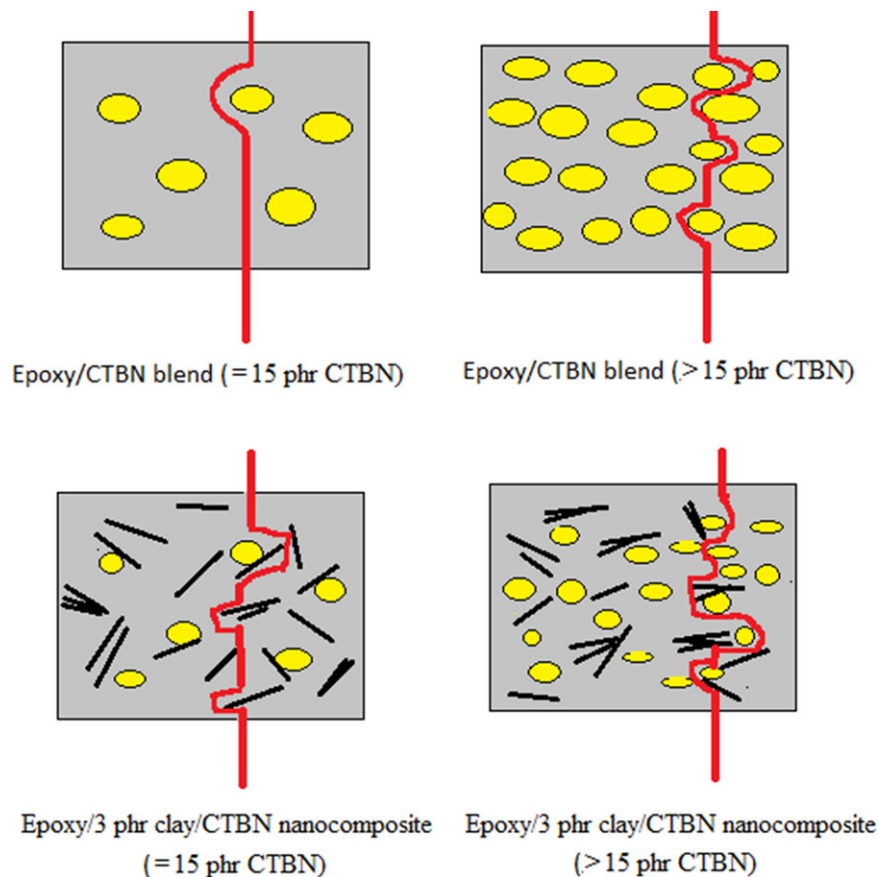 Epoxy/CTBN blend (=15 phr CTBN)
Epoxy/CTBN blend (.>15 phr CTBN)
Epoxy/3 phr clay/CTBN nanocomposite
(=15 phr CTBN)
Epoxy/3 phr clay/CTBN nanocomposite
(>15 phr CTBN)